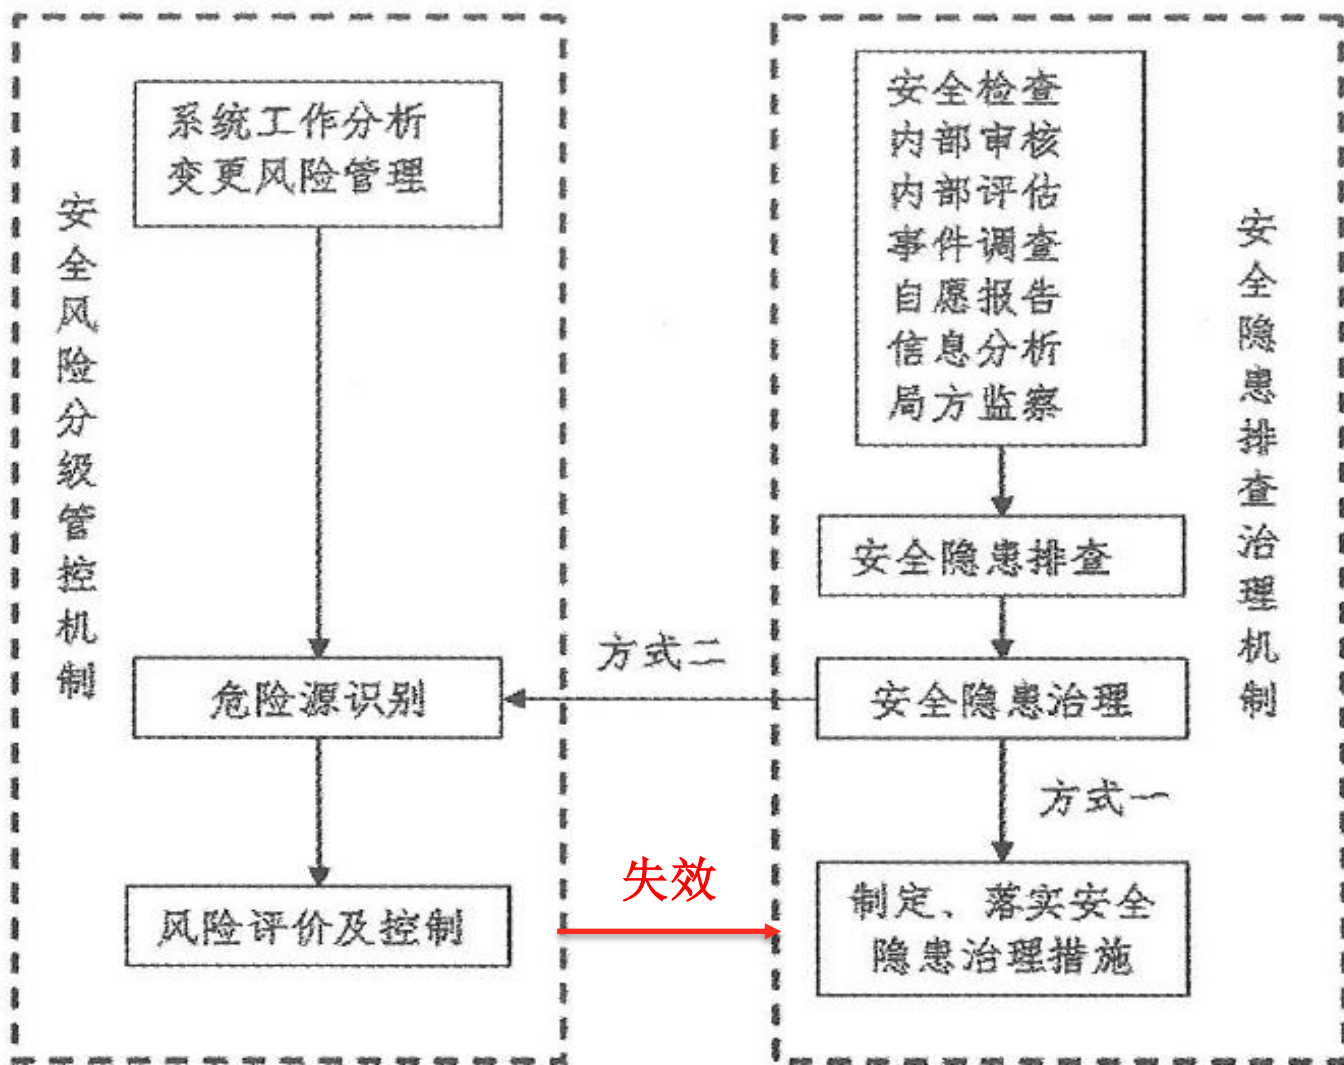 安全风险分级管控机制
系统工作分析
变更风险管理
危险源识别
风险评价及控制
方式二
失效
安全检查
内部审核
内部评估
事件调查
自愿报告
信息分析
局方监察
安全隐患排查
安全隐患治理
方式一
制定、落实安全
隐患治理措施
安全隐患排查治理机制